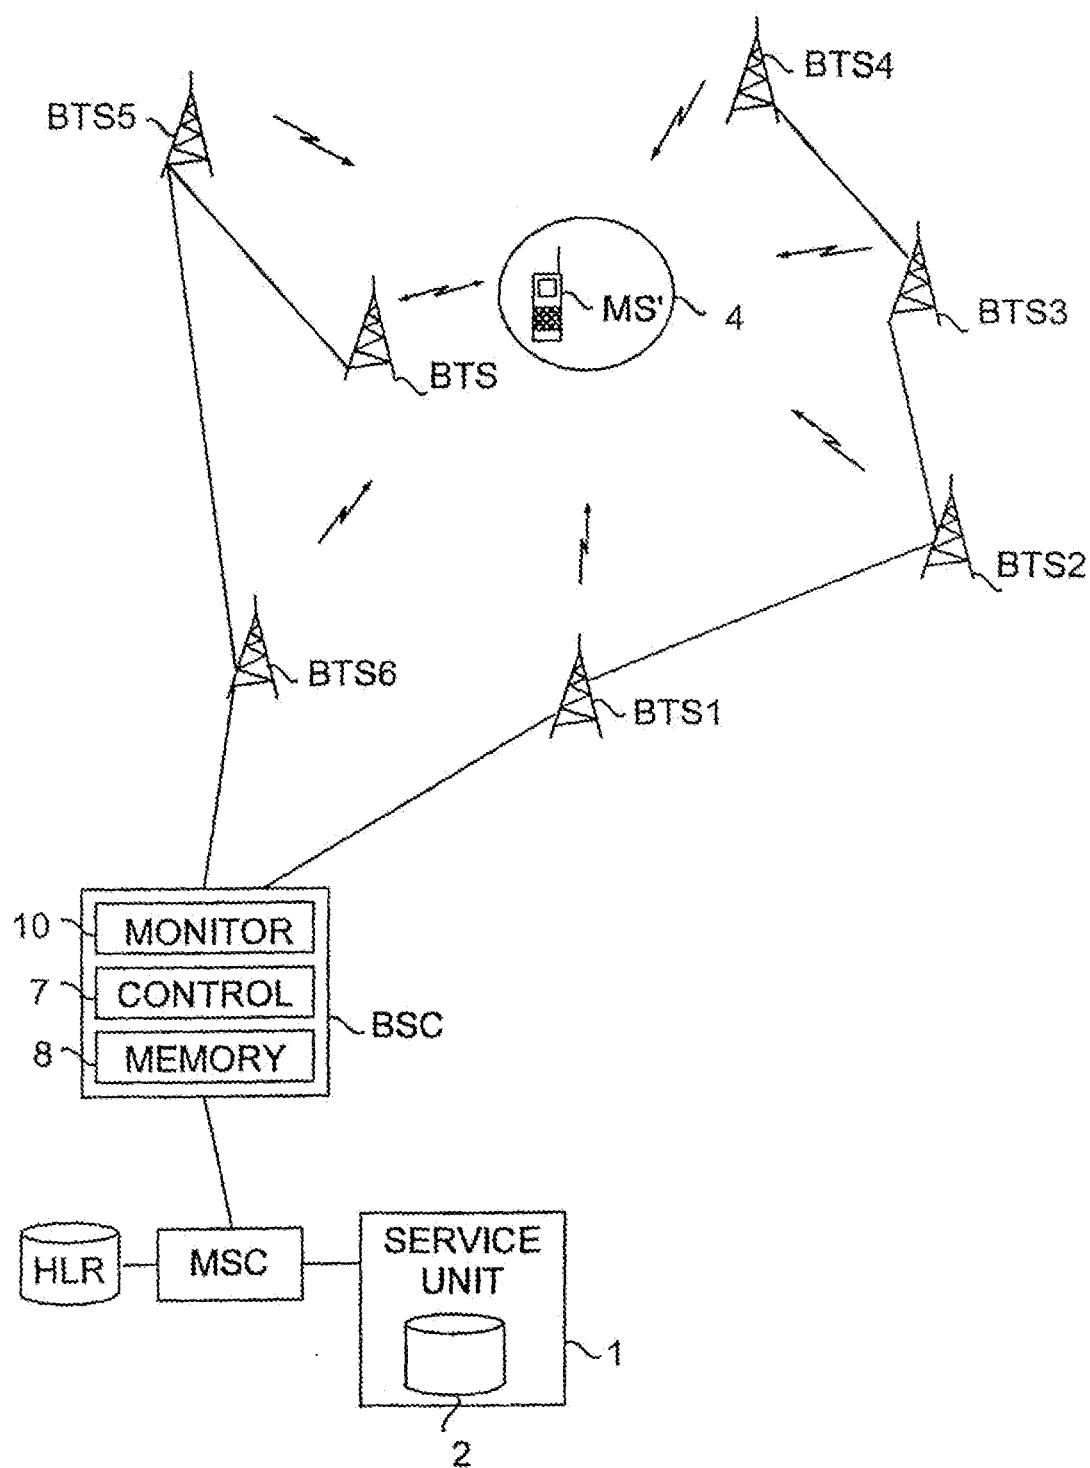 BTS4
BTS5
MS'
4
BTS3
BTS
BTS2
BTS6
BTS1
10
MONITOR
7
CONTROL
BSC
8
MEMORY
HLR
MSC
SERVICE
UNIT
1
2